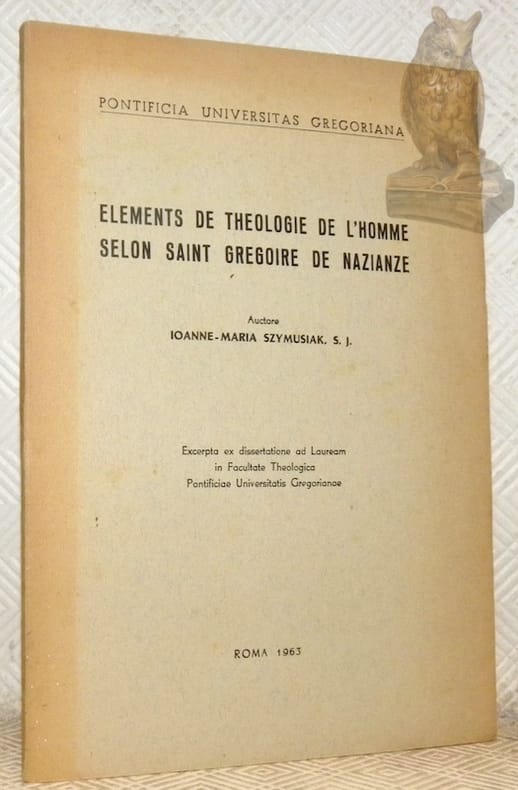 PONTIFICIA UNIVERSITAS GREGORIANA
ELEMENTS DE THEOLOGIE DE L'HOMME
SELON SAINT GREGOIRE DE NAZIANZE
Auctore
IOANNE-MARIA SZYMUSIAK, S. J.
Excerpta ex dissertatione ad Lauream
in Facultate Theologica
Pontificiae Universitatis Gregorianae
ROMA 1963